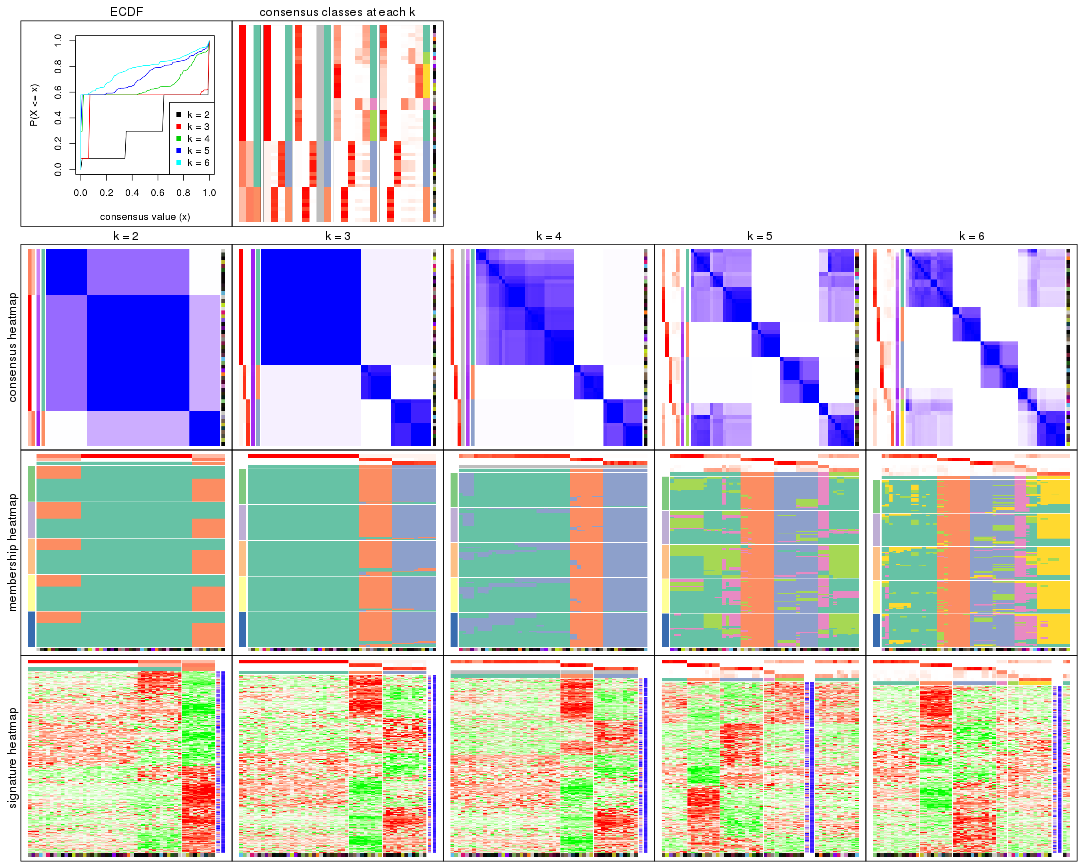 ECDF
consensus classes at each k
P(X <= x)
0.0 0.2 0.4 0.6 0.8 1.0
k = 2
k = 3
k = 4
k = 5
k = 6
0.0 0.2 0.4 0.6 0.8 1.0
consensus value (x)
k = 2
k = 3
k = 4
k = 5
k = 6
consensus heatmap
membership heatmap
signature heatmap